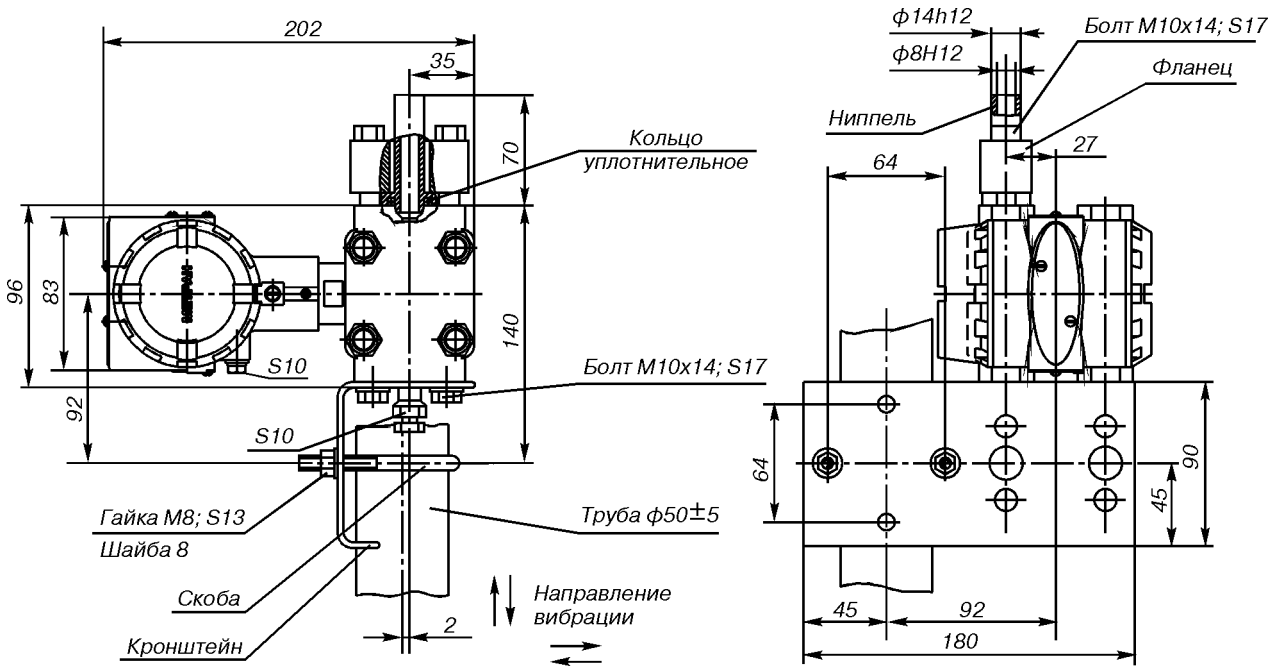 202
35
70
Кольцо
уплотнительное
96
83
92
140
МЕТРАН
S10
Болт М10х14; S17
S10
Гайка М8; S13
Шайба 8
Труба ф50±5
Скоба
Кронштейн
2
Направление
вибрации
ф14h12
ф8H12
Болт М10х14; S17
Фланец
Ниппель
27
64
64
90
45
45
92
180